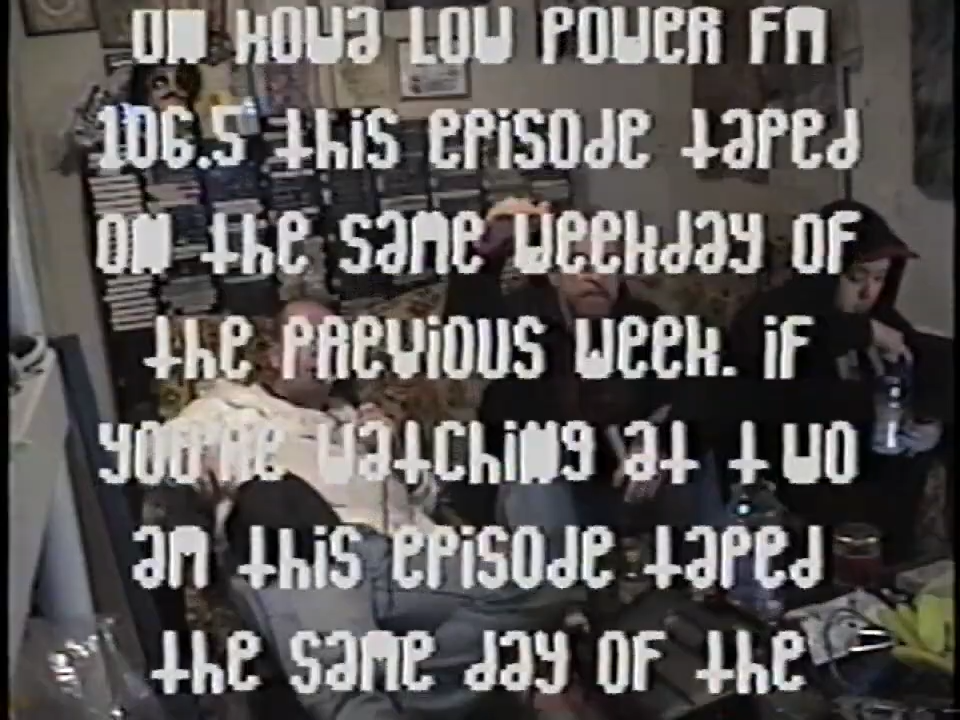 on KOWA LOW POWER FM
106.5 this episode taped
on the same weekday of
the previous week. if
you're watching at two
am this episode taped
the same day of the